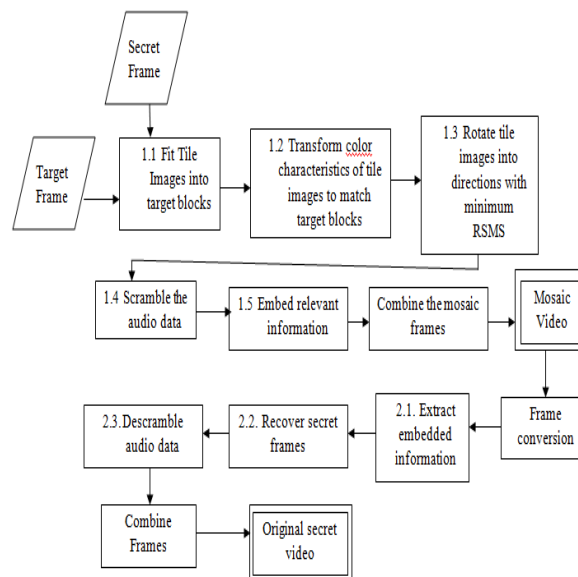 Secret
Frame
Target
Frame
1.1 Fit Tile
Images into
target blocks
1.2 Transform color
characteristics of tile
images to match
target blocks
1.3 Rotate tile
images into
directions with
minimum
RSMS
1.4 Scramble the
audio data
1.5 Embed relevant
information
Combine the mosaic
frames
Mosaic
Video
Frame
conversion
2.1. Extract
embedded
information
2.2. Recover secret
frames
2.3.Descramble
audio data
Combine
Frames
Original secret
video